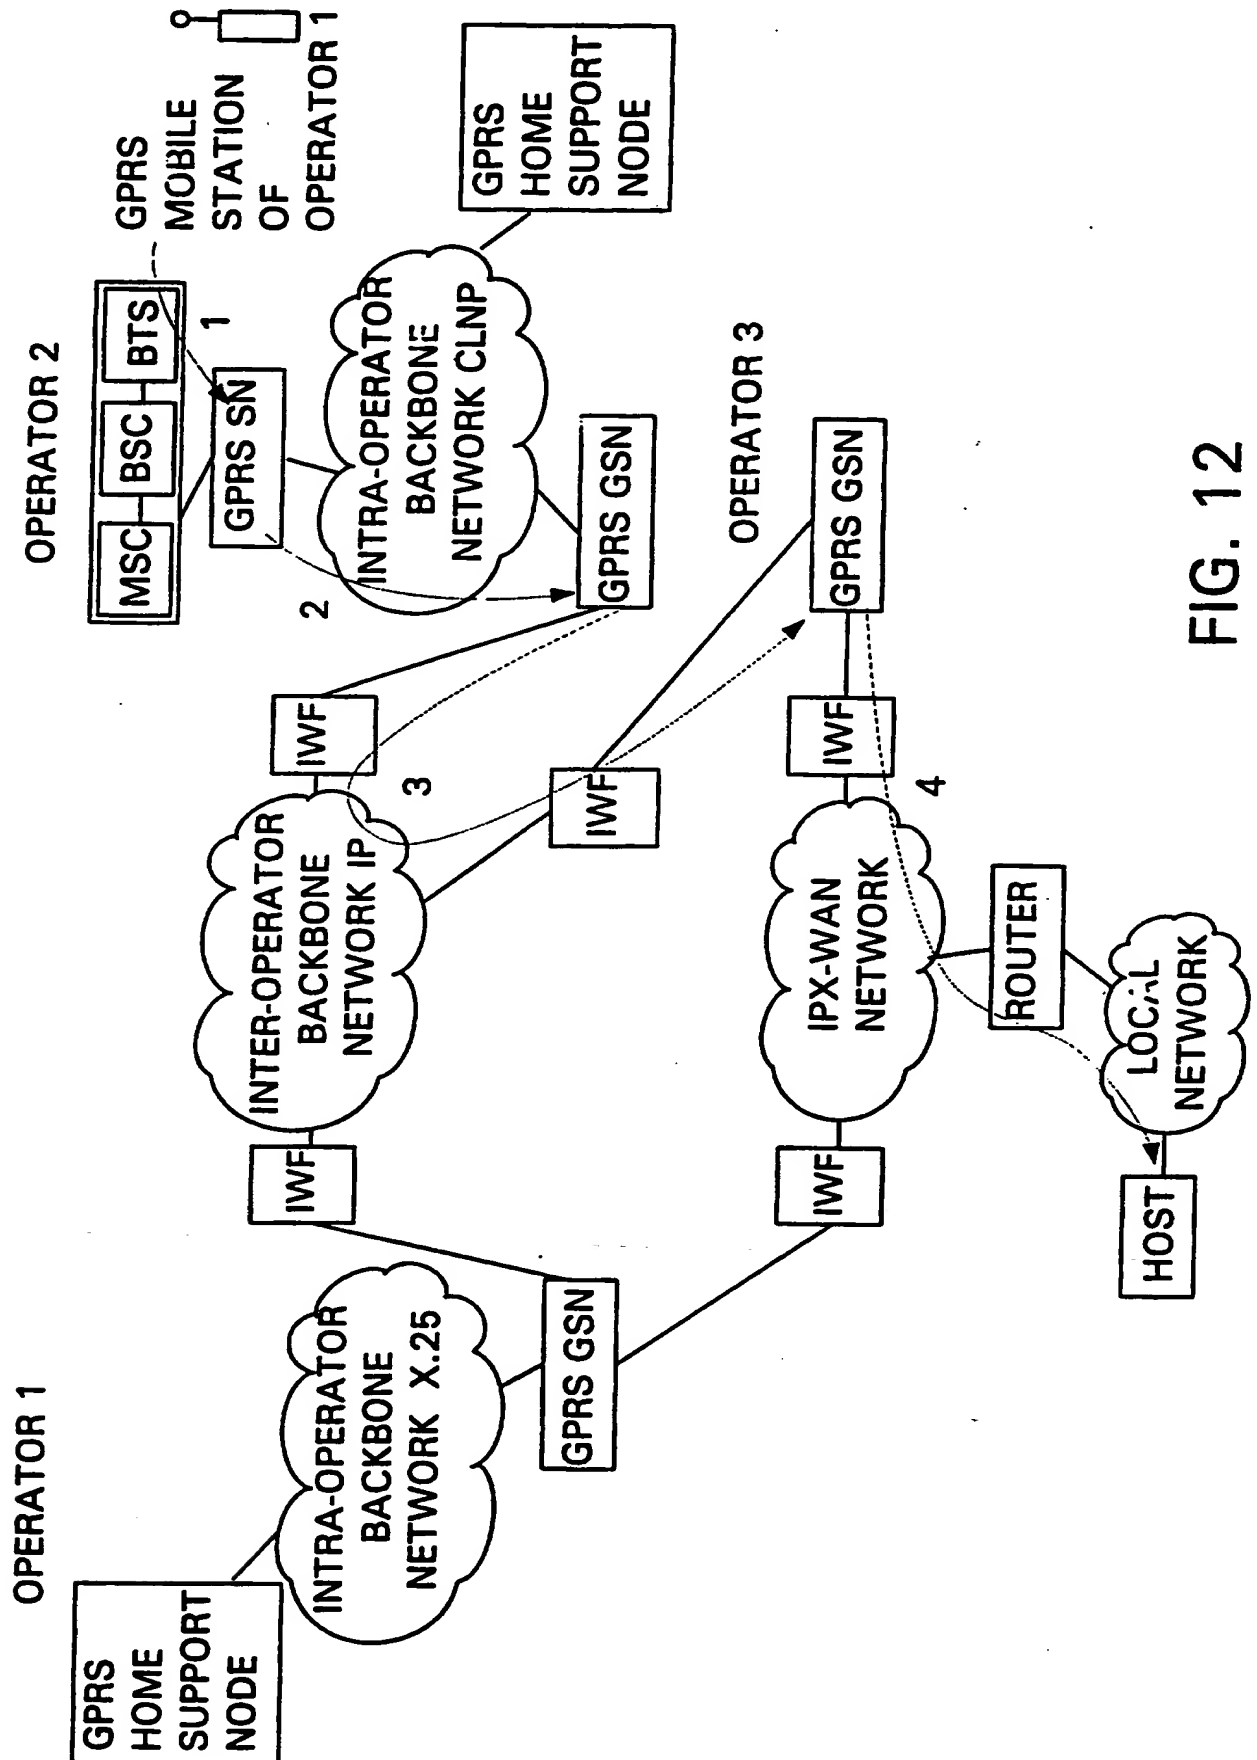 OPERATOR 1
GPRS
HOME
SUPPORT
NODE
INTRA-OPERATOR
BACKBONE
NETWORK X.25
GPRS GSN
IWF
INTER-OPERATOR
BACKBONE
NETWORK IP
IWF
3
IWF
OPERATOR 2
MSC
BSC
BTS
GPRS SN
1
2
GPRS
MOBILE
STATION
OF
OPERATOR 1
INTRA-OPERATOR
BACKBONE
NETWORK CLNP
GPRS
HOME
SUPPORT
NODE
GPRS GSN
OPERATOR 3
GPRS GSN
IWF
IPX-WAN
NETWORK
IWF
4
ROUTER
LOCAL
NETWORK
HOST
FIG. 12